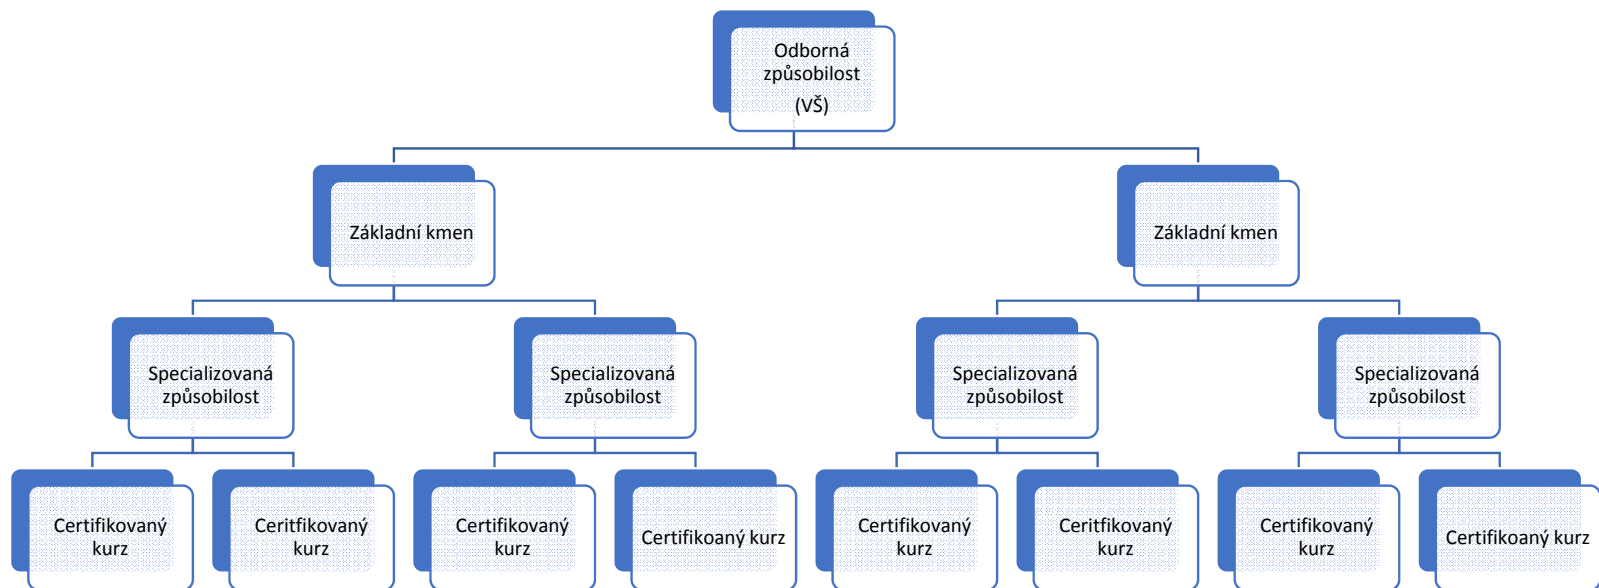 Odborná
způsobilost
(VŠ)
Základní kmen
Základní kmen
Specializovaná
způsobilost
Specializovaná
způsobilost
Specializovaná
způsobilost
Specializovaná
způsobilost
Certifikovaný
kurz
Ceritfikovaný
kurz
Certifikovaný
kurz
Certifikoaný kurz
Certifikovaný
kurz
Ceritfikovaný
kurz
Certifikovaný
kurz
Certifikoaný kurz